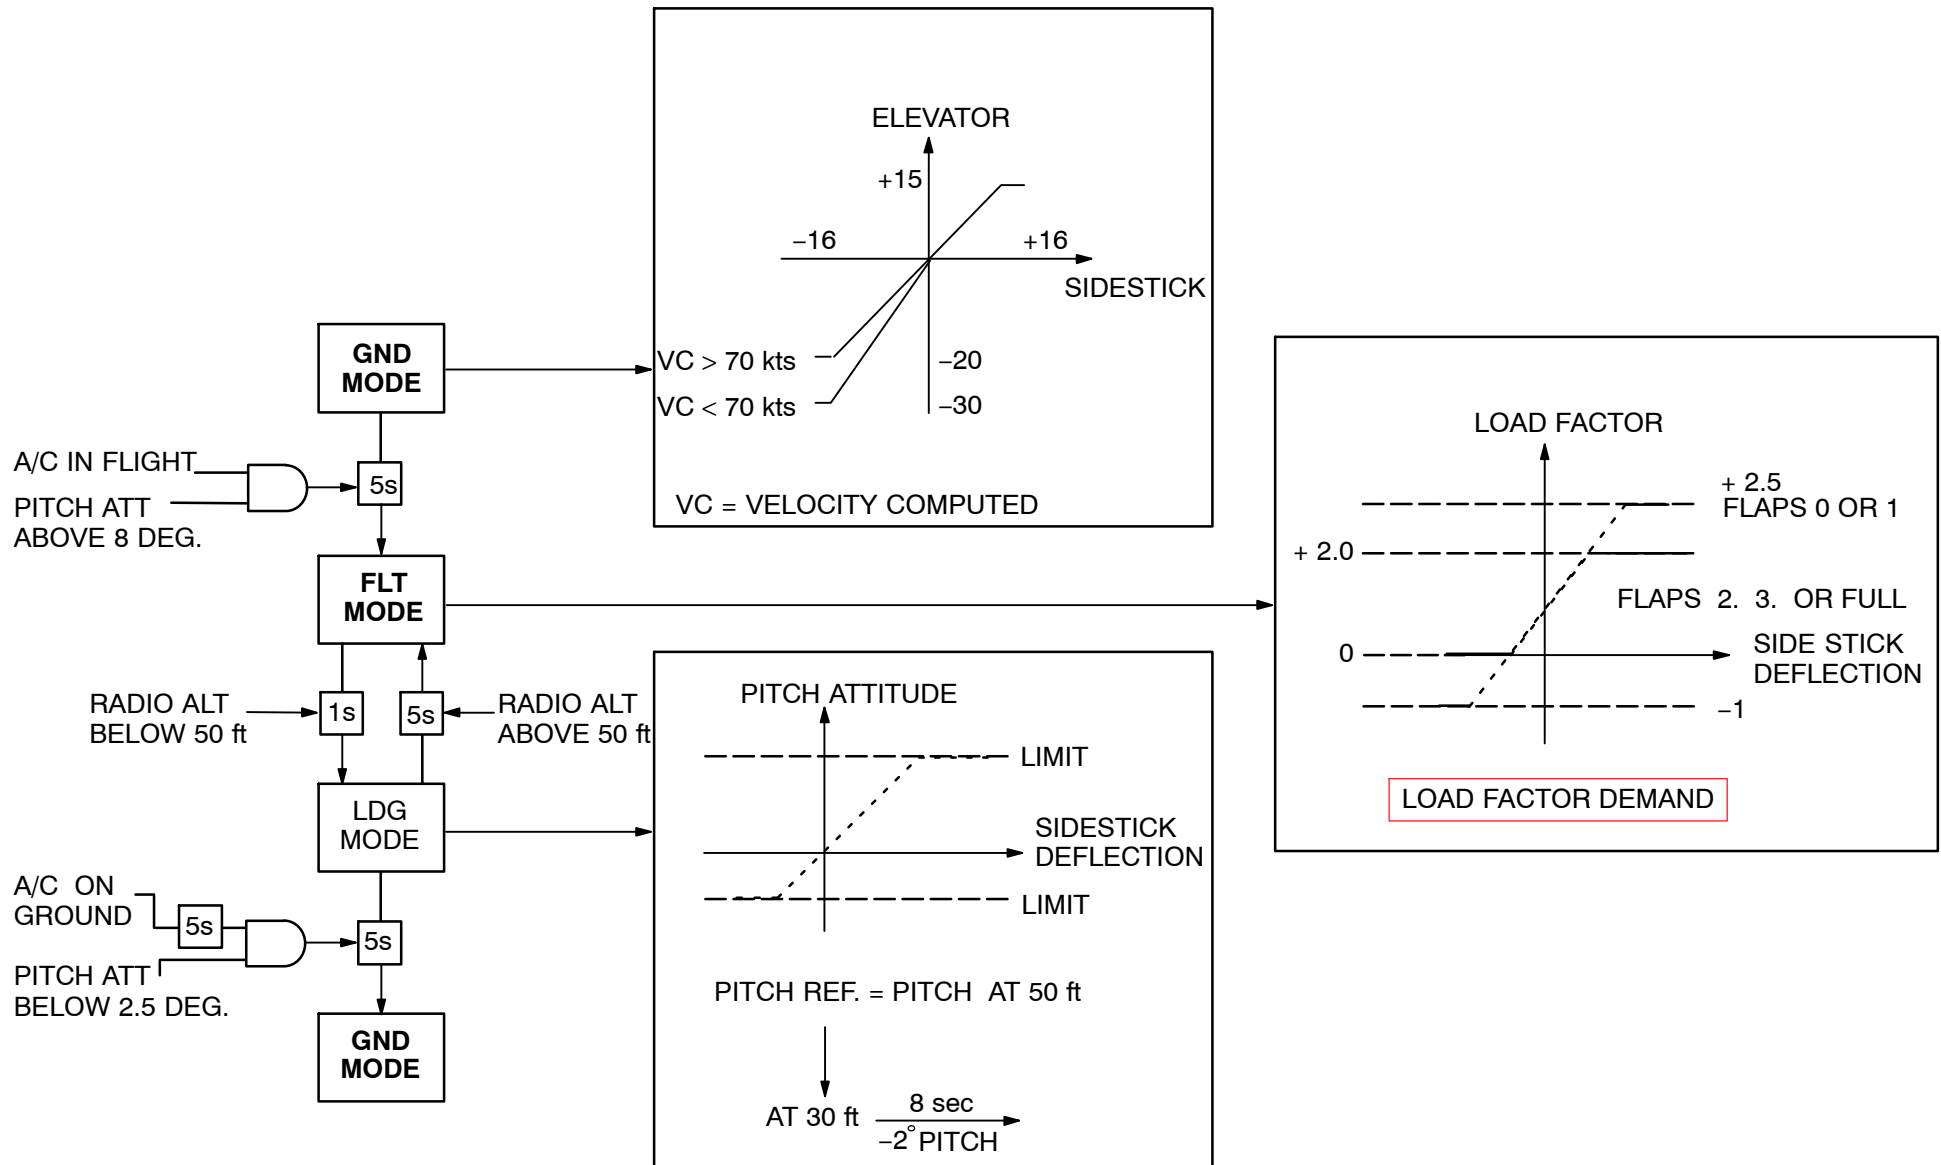 ELEVATOR
+15
−16
+16
SIDESTICK
VC > 70 kts
−20
VC < 70 kts
−30
VC = VELOCITY COMPUTED
GND
MODE
A/C IN FLIGHT
PITCH ATT
ABOVE 8 DEG.
5s
FLT
MODE
LOAD FACTOR
+ 2.5
FLAPS 0 OR 1
+ 2.0
FLAPS 2. 3. OR FULL
0
SIDE STICK
DEFLECTION
−1
LOAD FACTOR DEMAND
RADIO ALT
BELOW 50 ft
1s
5s
RADIO ALT
ABOVE 50 ft
LDG
MODE
PITCH ATTITUDE
LIMIT
SIDESTICK
DEFLECTION
LIMIT
PITCH REF. = PITCH AT 50 ft
AT 30 ft
8 sec
−2° PITCH
A/C ON
GROUND
5s
PITCH ATT
BELOW 2.5 DEG.
5s
GND
MODE